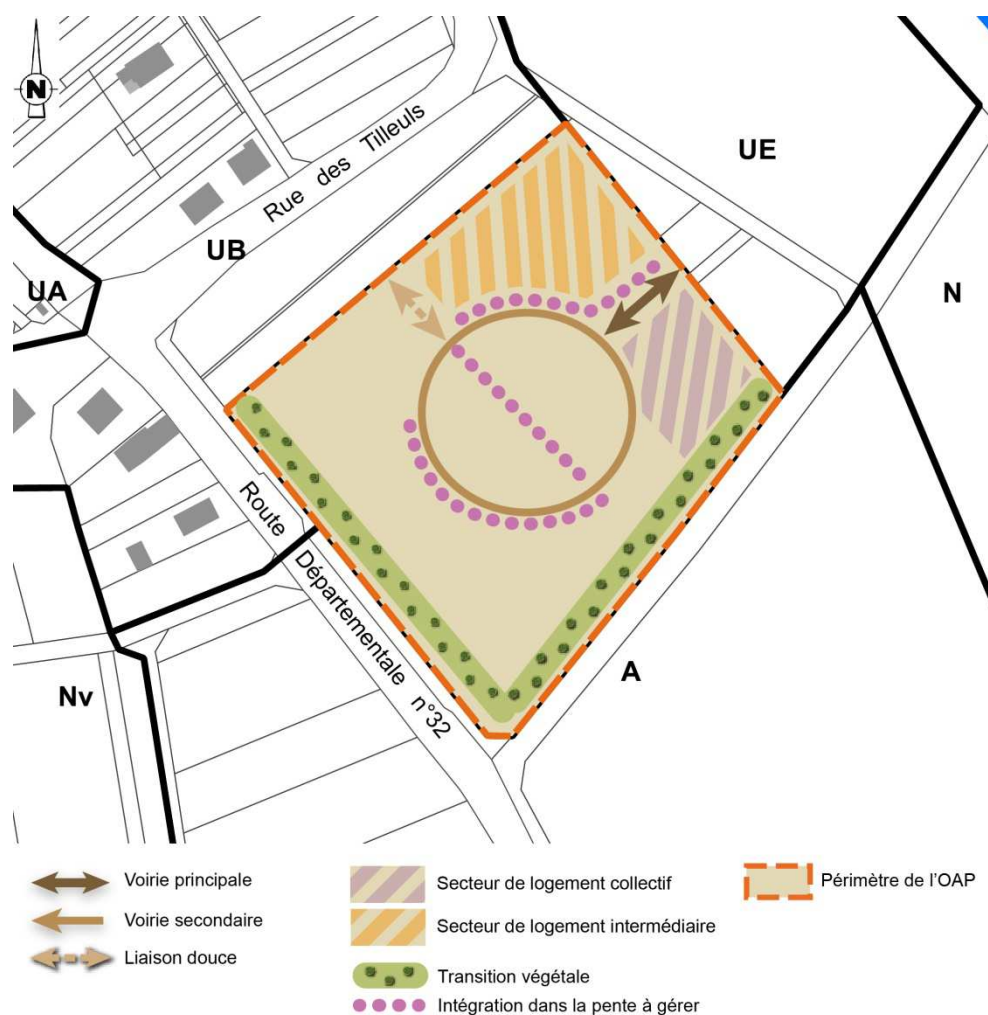 N
Rue des Tilleuls
UE
UB
UA
N
Route Départementale n°32
A
Nv
Voirie principale
Voirie secondaire
Liaison douce
Secteur de logement collectif
Secteur de logement intermédiaire
Transition végétale
Intégration dans la pente à gérer
Périmètre de l'OAP